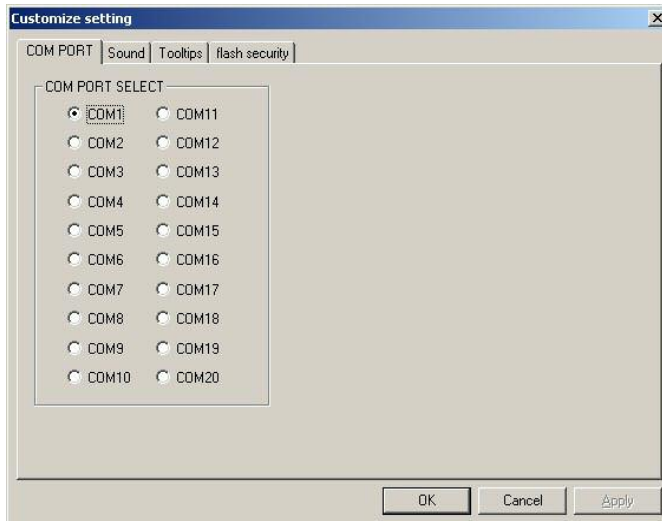 Customize setting
COM PORT Sound Tooltips flash security
COM PORT SELECT
COM1 COM11
COM2 COM12
COM3 COM13
COM4 COM14
COM5 COM15
COM6 COM16
COM7 COM17
COM8 COM18
COM9 COM19
COM10 COM20
OK Cancel Apply